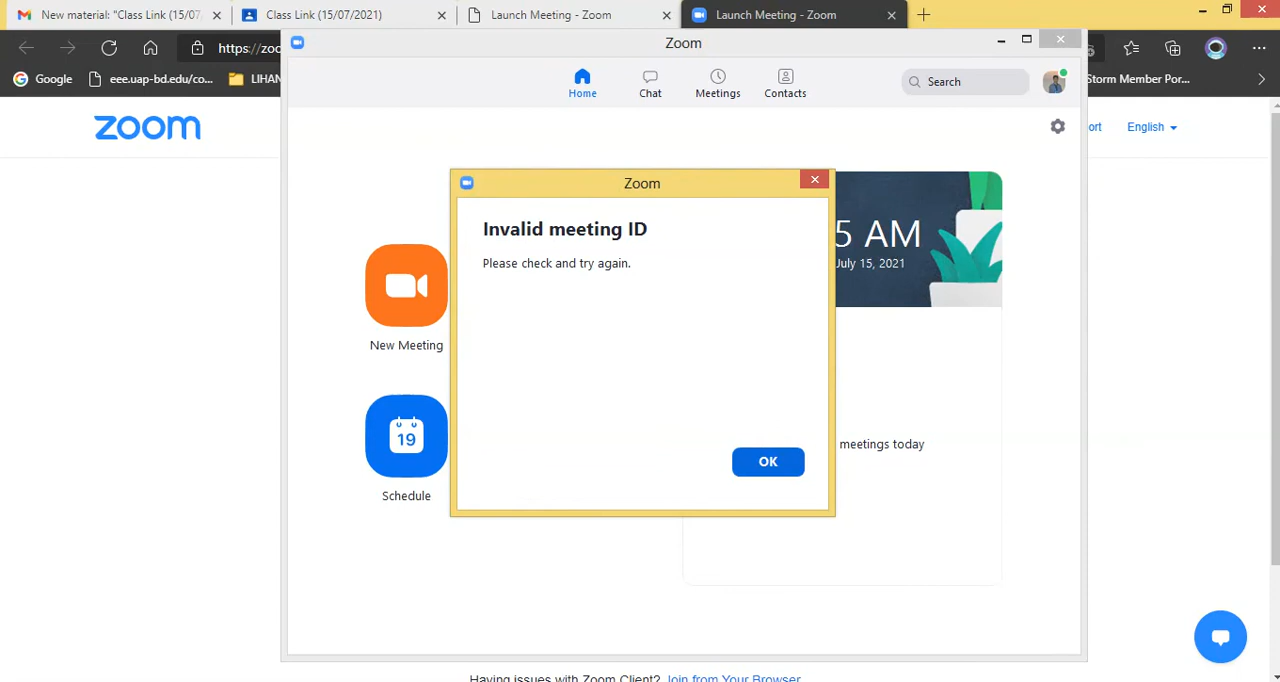 New material: "Class Link (15/07/
Class Link (15/07/2021)
Launch Meeting - Zoom
Launch Meeting - Zoom
https://zoo
Zoom
Google
eee.uap-bd.edu/co...
LIHAN
Storm Member Por...
Home
Chat
Meetings
Contacts
Search
zoom
ort
English
Zoom
Invalid meeting ID
Please check and try again.
5 AM
July 15, 2021
New Meeting
meetings today
19
OK
Schedule
Having issues with Zoom Client? Join from Your Browser